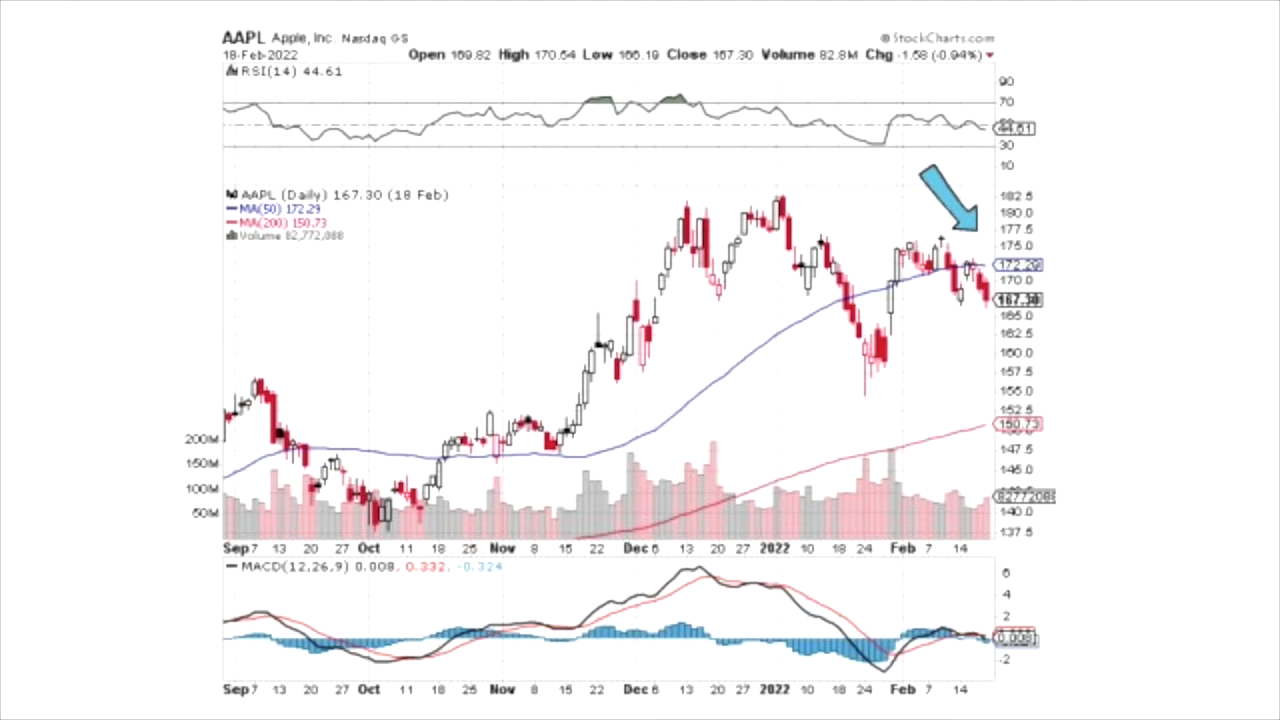 AAPL Apple, Inc. Nasdaq GS
© StockCharts.com
18-Feb-2022
Open 169.82 High 170.54 Low 166.19 Close 167.30 Volume 82.8M Chg -1.58 (-0.94%)
RSI(14) 44.61
90
70
44.61
30
10
AAPL (Daily) 167.30 (18 Feb)
MA(50) 172.29
MA(200) 150.73
Volume 82,772,088
182.5
180.0
177.5
175.0
172.29
170.0
167.30
165.0
162.5
160.0
157.5
155.0
152.5
150.73
147.5
145.0
82772088
140.0
137.5
200M
150M
100M
50M
Sep 7 13 20 27 Oct 11 18 25 Nov 8 15 22 Dec 6 13 20 27 2022 10 18 24 Feb 7 14
MACD(12,26,9) 0.008, 0.332, -0.324
6
4
2
0.008
-2
Sep 7 13 20 27 Oct 11 18 25 Nov 8 15 22 Dec 6 13 20 27 2022 10 18 24 Feb 7 14